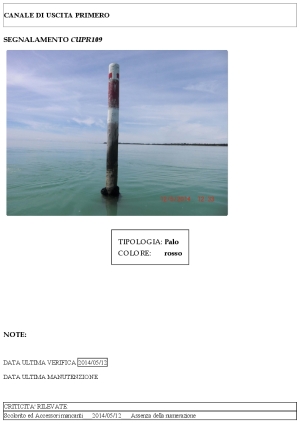 CANALE DI USCITA PRIMERO
SEGNALAMENTO CUPR109
TIPOLOGIA: Palo
COLORE: rosso
NOTE:
DATA ULTIMA VERIFICA 2014/05/12
DATA ULTIMA MANUTENZIONE
CRITICITA' RILEVATE
Scolorito ed Accessori mancanti 2014/05/12 Assenza della numerazione